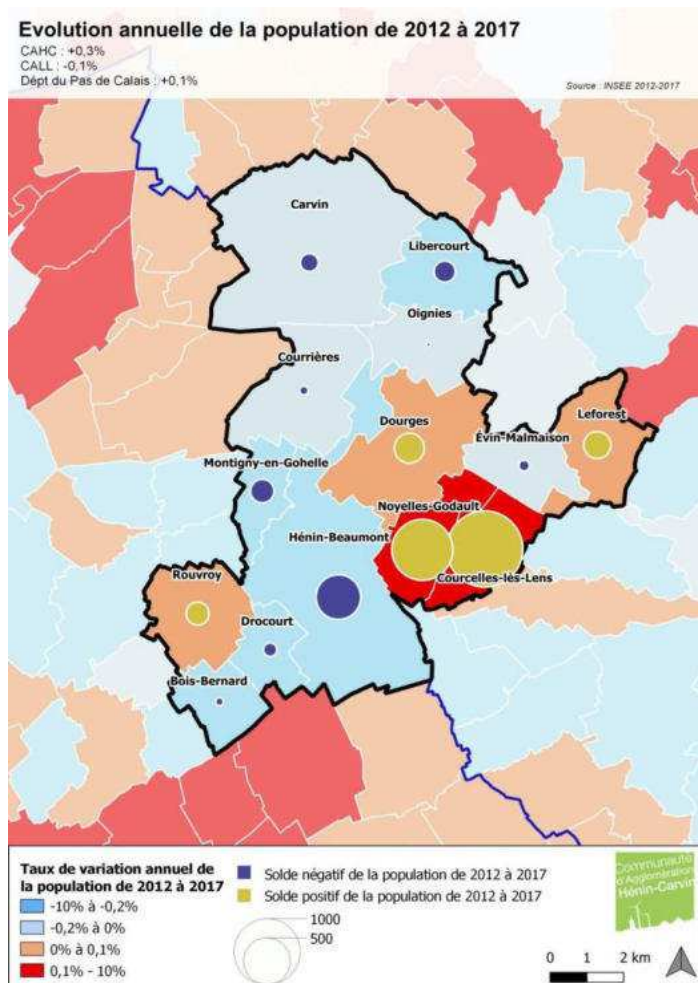 Evolution annuelle de la population de 2012 à 2017
CAHC : +0,3%
CALL : -0,1%
Dépt du Pas de Calais : +0,1%
Source : INSEE 2012-2017
Carvin
Libercourt
Oignies
Courrières
Dourges
Leforest
Évin-Malmaison
Montigny-en-Gohelle
Noyelles-Godault
Hénin-Beaumont
Courcelles-lès-Lens
Rouvroy
Drocourt
Bois-Bernard
Taux de variation annuel de
la population de 2012 à 2017
-10% à -0,2%
-0,2% à 0%
0% à 0,1%
0,1% - 10%
Solde négatif de la population de 2012 à 2017
Solde positif de la population de 2012 à 2017
1000
500
Communauté
d'Agglomération
Hénin-Carvin
0 1 2 km